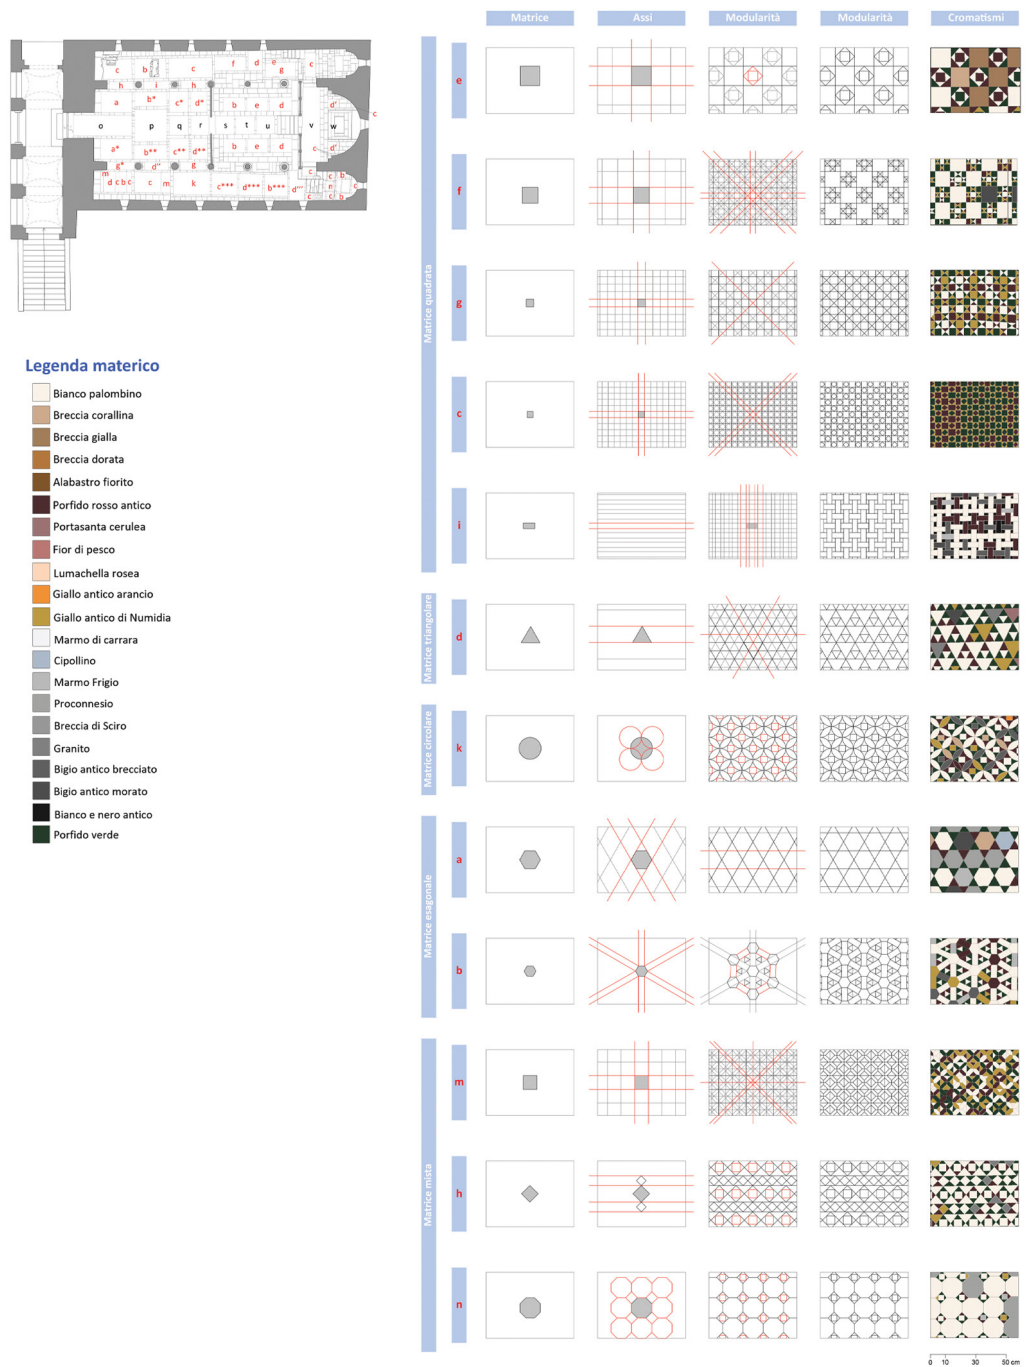 Matrice Assi Modularità Modularità Cromatismi
Matrice quadrata
e
f
g
c
i
Matrice triangolare
d
Matrice circolare
k
Matrice esagonale
a
b
Matrice mista
m
h
n
0 10 30 50 cm
c b c f d e g c
h i h
a b* c* d* b e d d'
o p q r s t u v w c
a* b** c** d** b e d c d'
g* d'' g
m d c b c c m k c*** d*** b*** d'''
c c b n c c c b
Legenda materico
Bianco palombino
Breccia corallina
Breccia gialla
Breccia dorata
Alabastro fiorito
Porfido rosso antico
Portasanta cerulea
Fior di pesco
Lumachella rosea
Giallo antico arancio
Giallo antico di Numidia
Marmo di carrara
Cipollino
Marmo Frigio
Proconnesio
Breccia di Sciro
Granito
Bigio antico brecciato
Bigio antico morato
Bianco e nero antico
Porfido verde